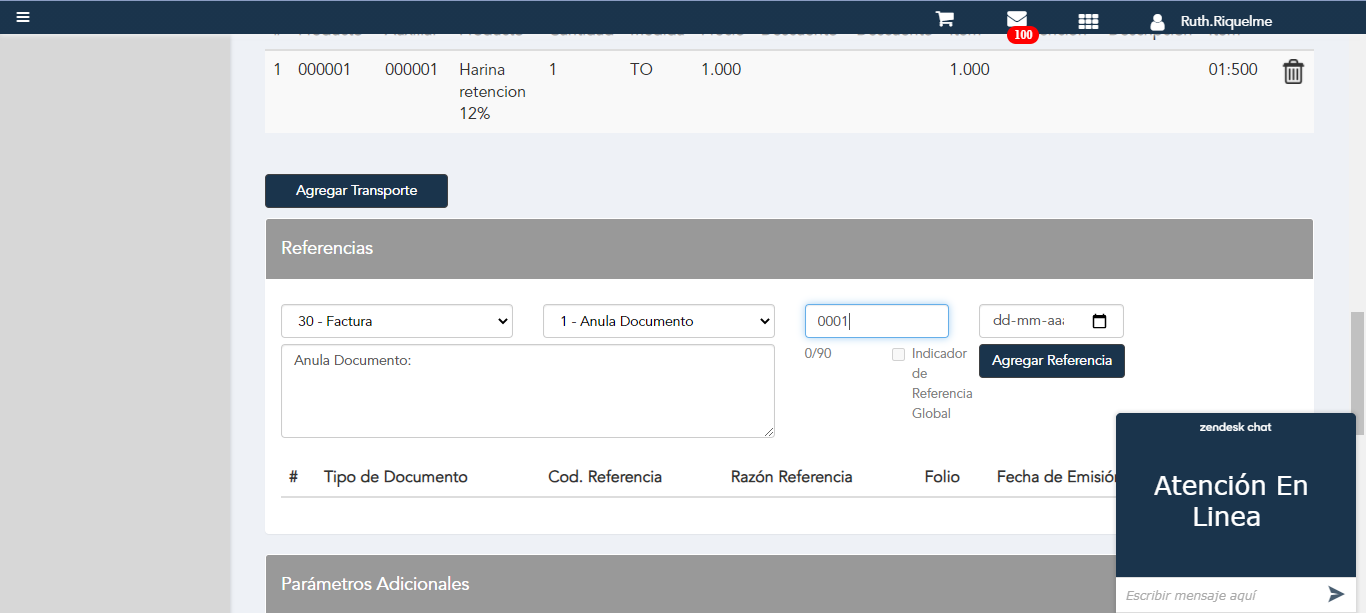 Ruth.Riquelme
100
1 000001 000001 Harina 1 TO 1.000 1.000 01:500
retencion
12%
Agregar Transporte
Referencias
30 - Factura 1 - Anula Documento 0001 dd-mm-aa
Anula Documento: 0/90 Indicador Agregar Referencia
de
Referencia
Global
zendesk chat
# Tipo de Documento Cod. Referencia Razón Referencia Folio Fecha de Emisión
Atención En
Linea
Parámetros Adicionales
Escribir mensaje aquí